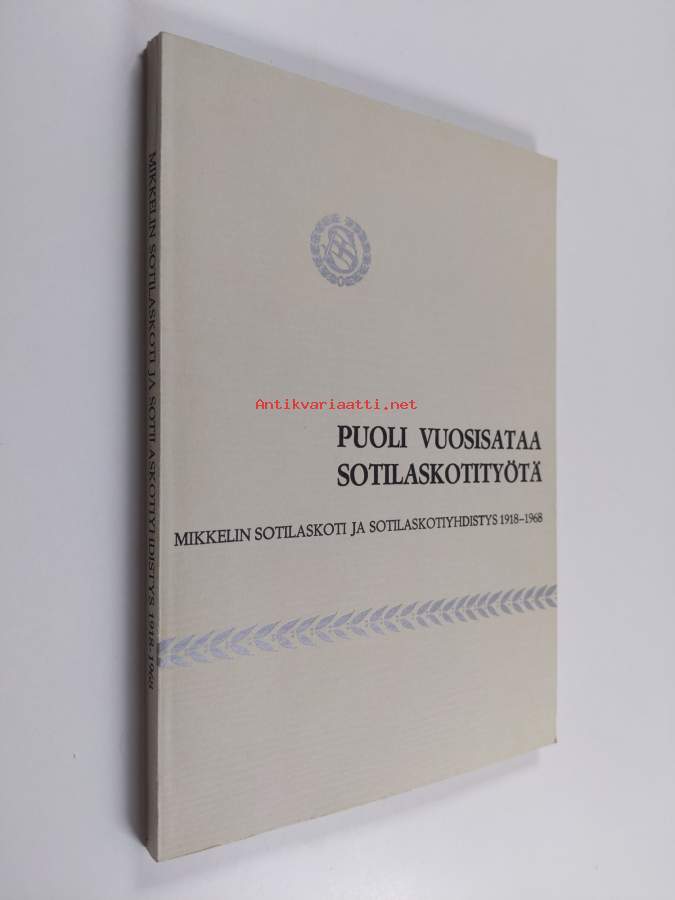 Antikvariaatti.net
PUOLI VUOSISATAA
SOTILASKOTITYÖTÄ
MIKKELIN SOTILASKOTI JA SOTILASKOTIYHDISTYS 1918–1968
MIKKELIN SOTILASKOTI JA SOTILASKOTIYHDISTYS 1918–1968